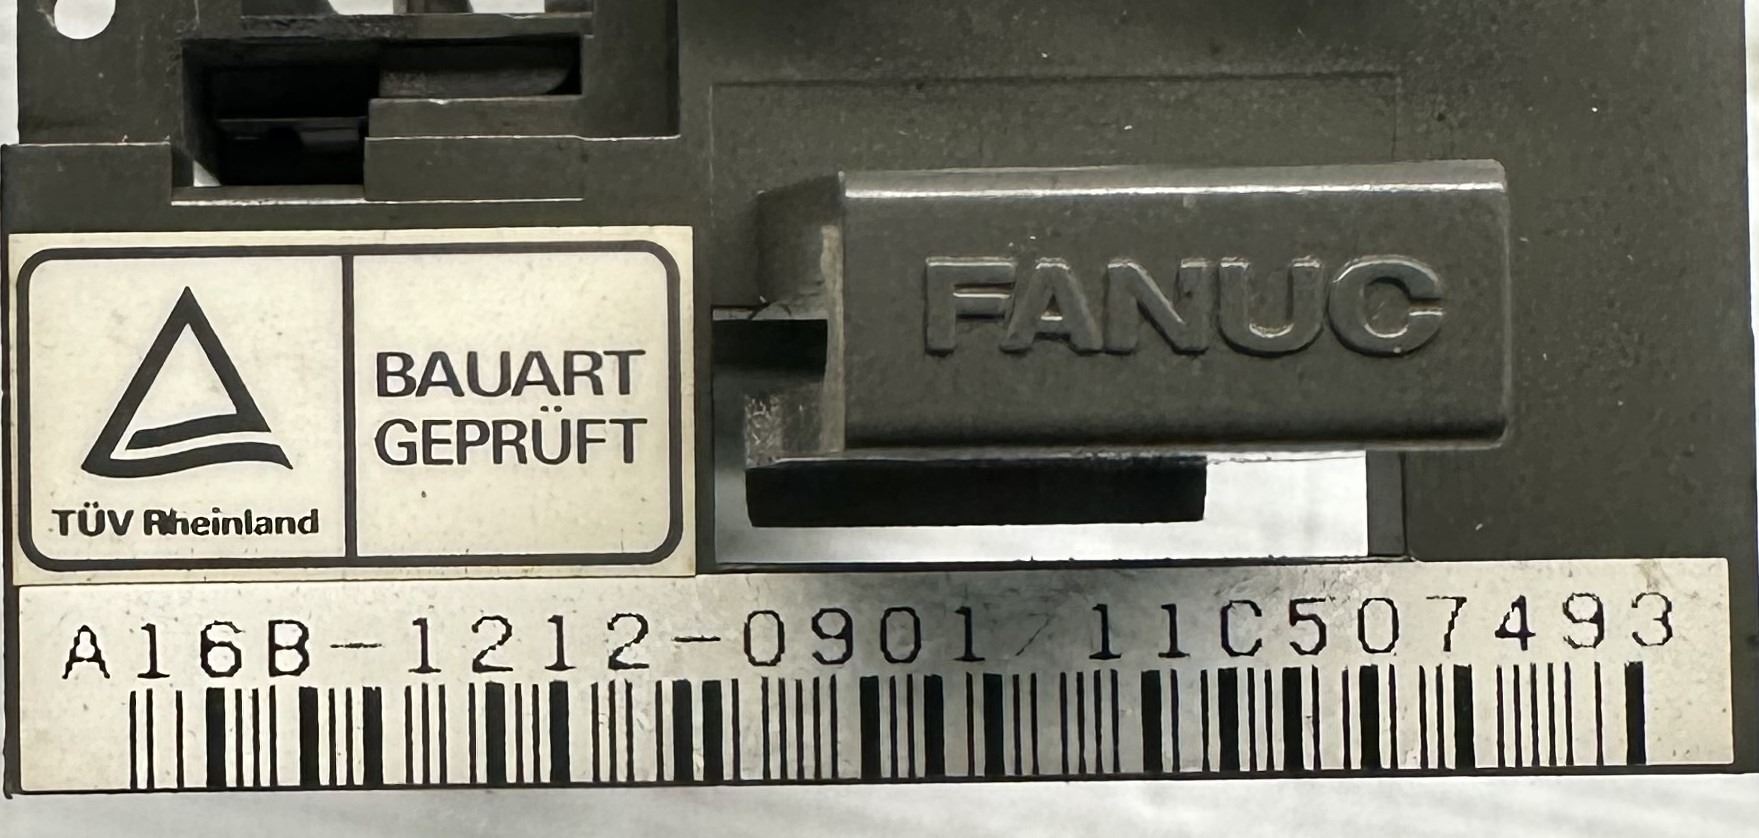 FANUC
BAUART
GEPRÜFT
TÜV Rheinland
A16B-1212-0901/11C507493